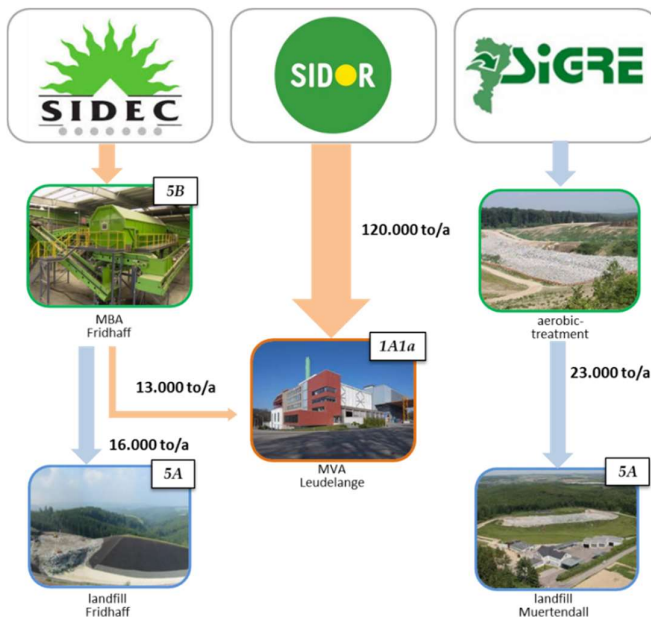 SIDEC
SIDOR
SiGRE
5B
120.000 to/a
MBA
Fridhaff
aerobic-
treatment
1A1a
13.000 to/a
23.000 to/a
16.000 to/a
MVA
Leudelange
5A
5A
landfill
Fridhaff
landfill
Muertendall